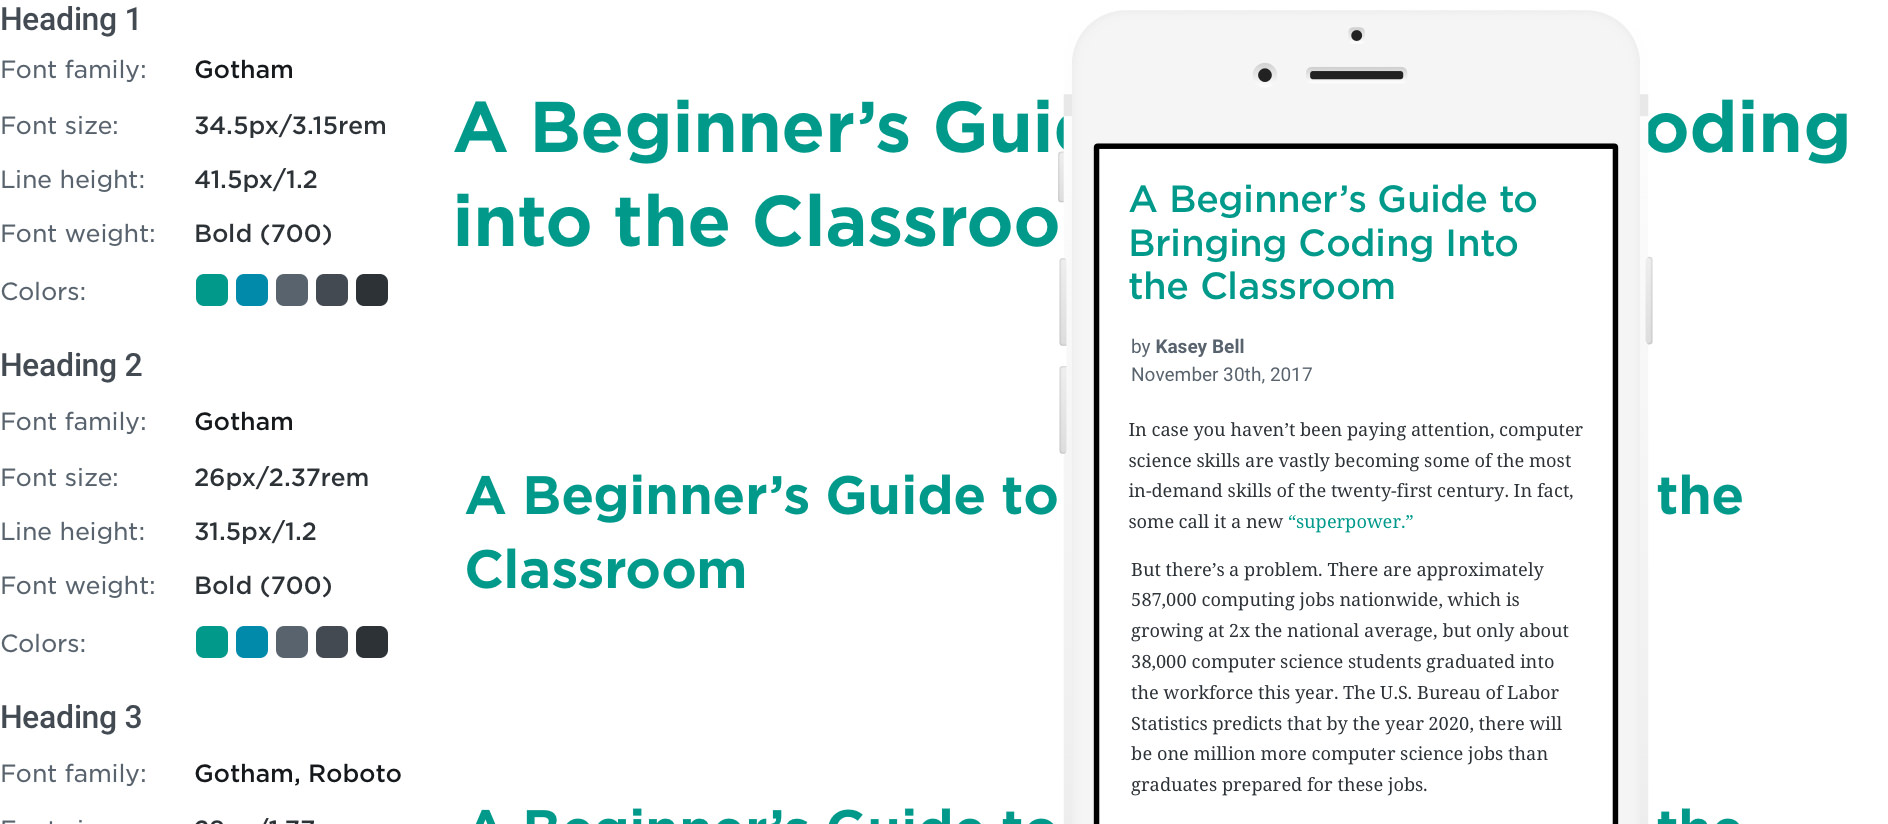 Heading 1
Font family: Gotham
Font size: 34.5px/3.15rem
Line height: 41.5px/1.2
Font weight: Bold (700)
Colors:
Heading 2
Font family: Gotham
Font size: 26px/2.37rem
Line height: 31.5px/1.2
Font weight: Bold (700)
Colors:
Heading 3
Font family: Gotham, Roboto
A Beginner’s Gui
oding
into the Classroo
A Beginner’s Guide to
the
Classroom
A Beginner’s Guide to
the
A Beginner’s Guide to
Bringing Coding Into
the Classroom
by Kasey Bell
November 30th, 2017
In case you haven’t been paying attention, computer
science skills are vastly becoming some of the most
in-demand skills of the twenty-first century. In fact,
some call it a new “superpower.”
But there’s a problem. There are approximately
587,000 computing jobs nationwide, which is
growing at 2x the national average, but only about
38,000 computer science students graduated into
the workforce this year. The U.S. Bureau of Labor
Statistics predicts that by the year 2020, there will
be one million more computer science jobs than
graduates prepared for these jobs.